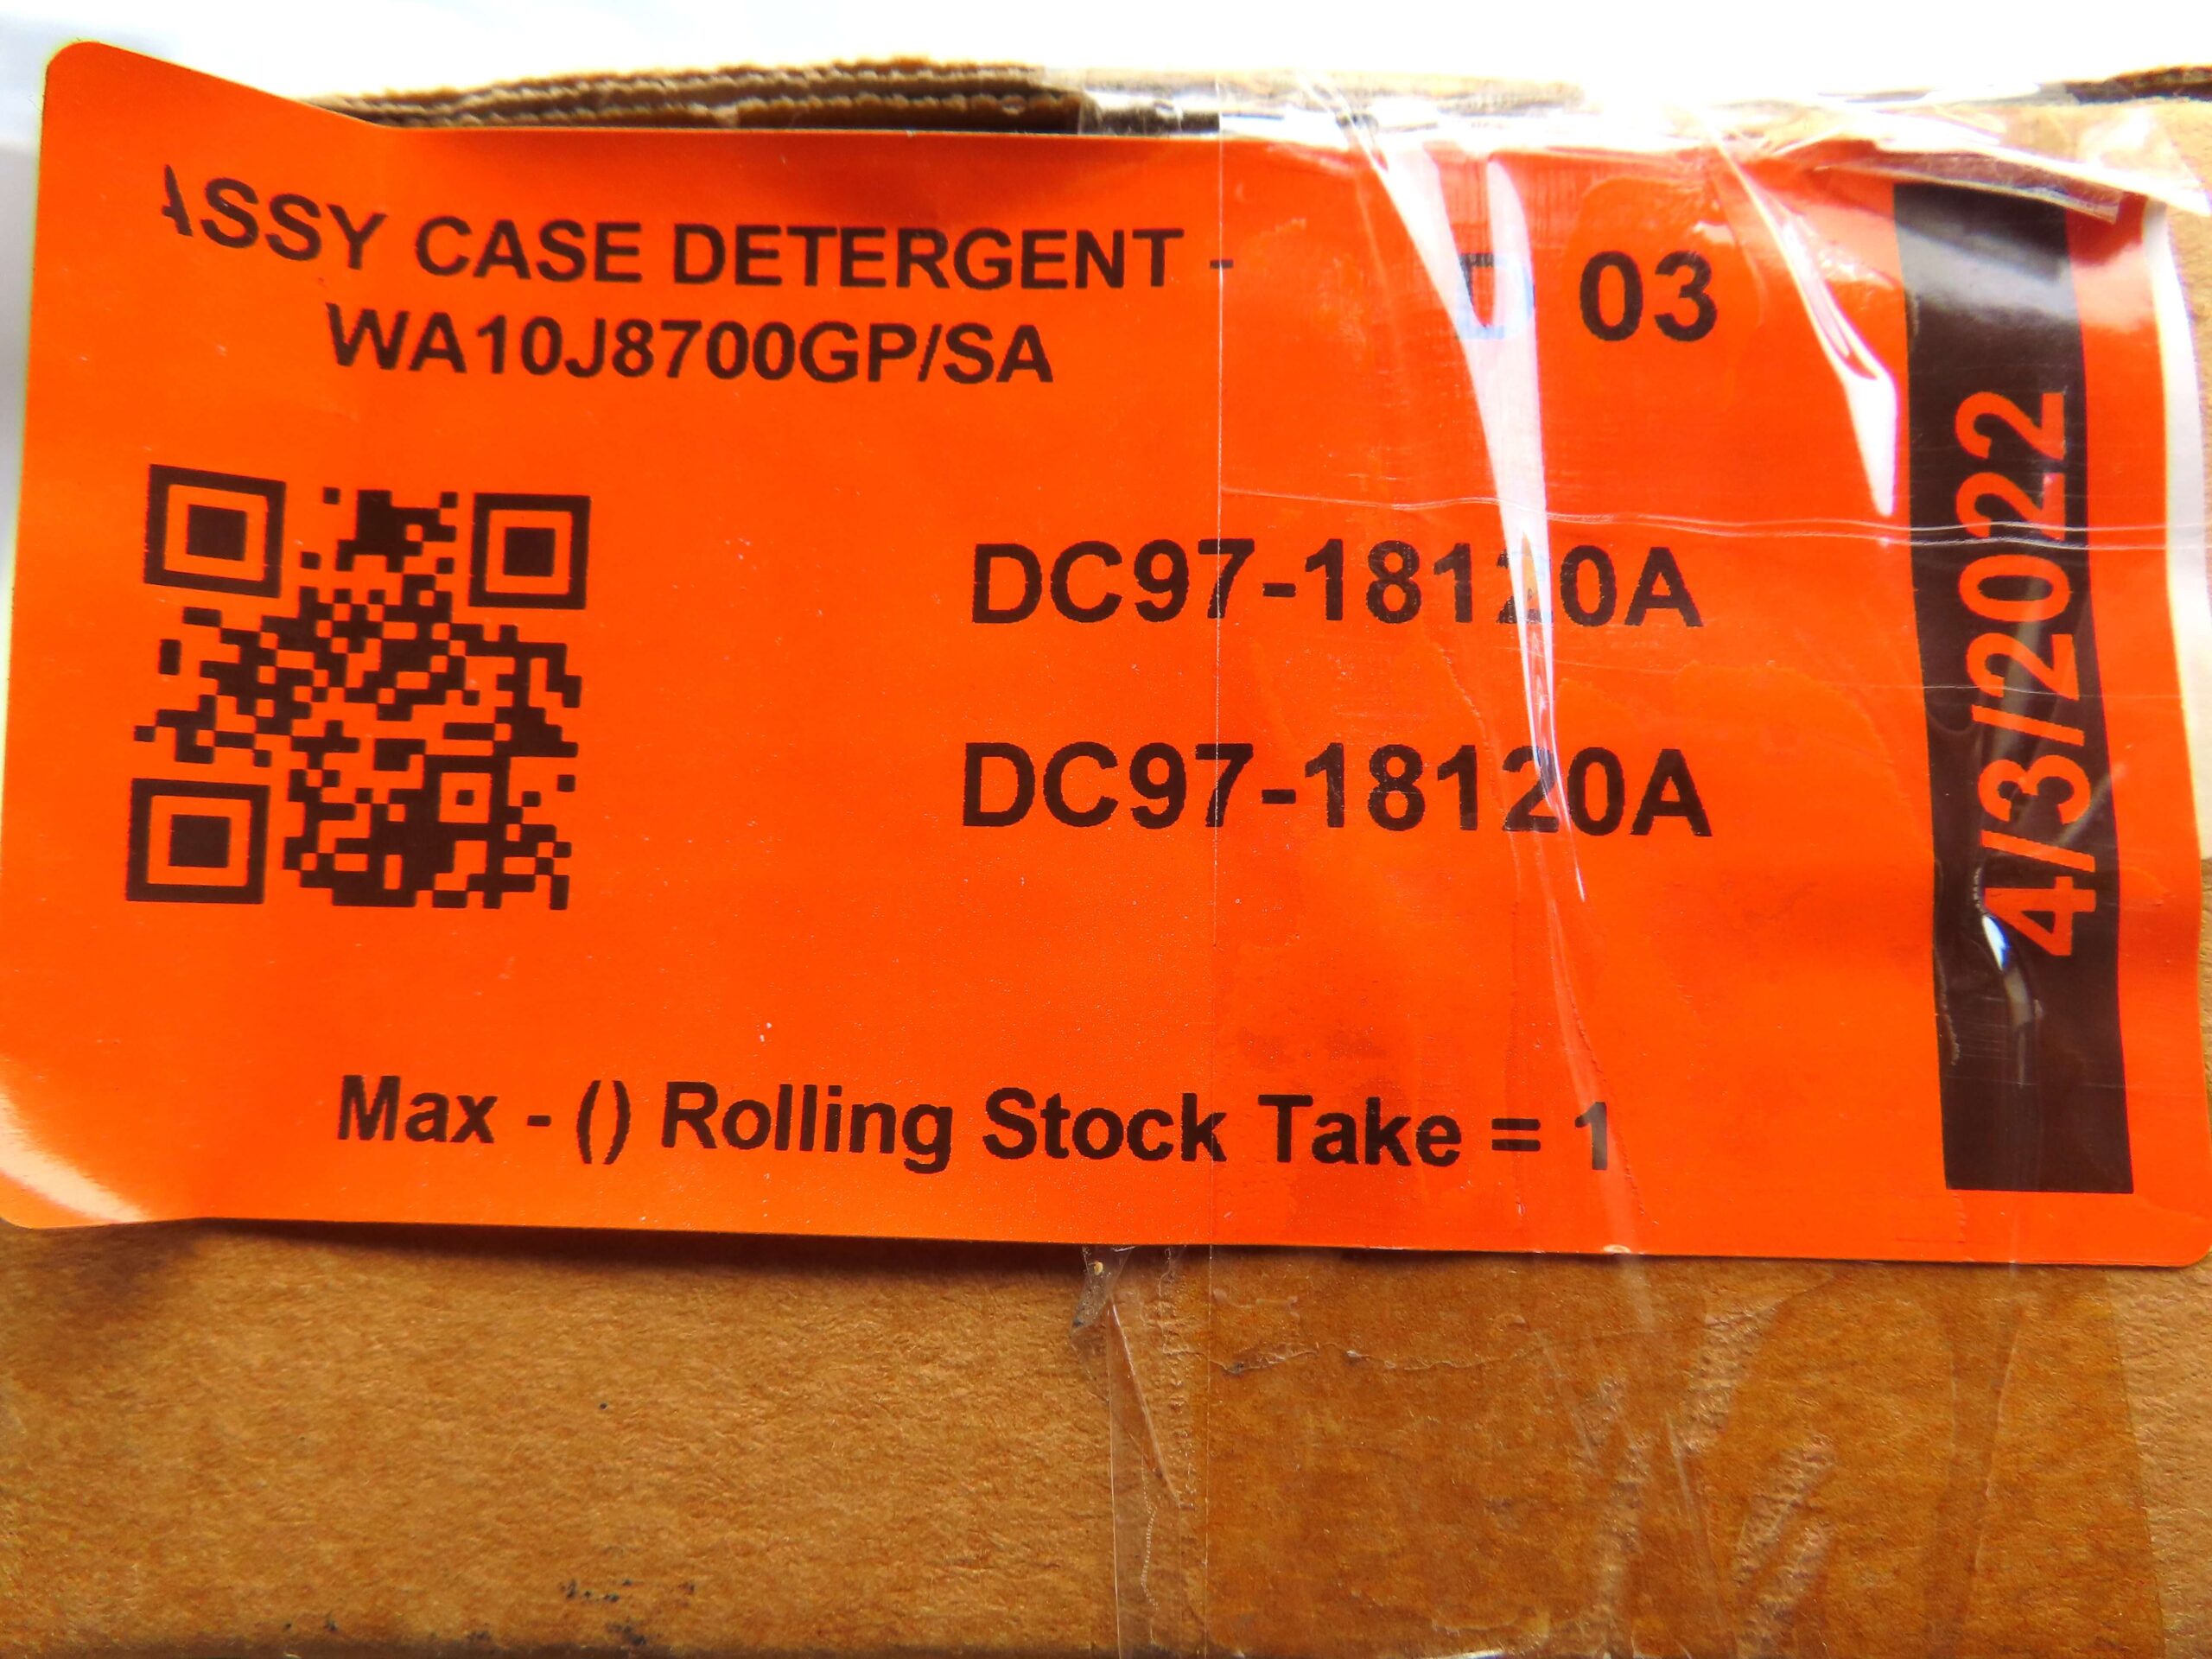 ASSY CASE DETERGENT -
WA10J8700GP/SA
D 03
DC97-18120A
DC97-18120A
Max - () Rolling Stock Take = 1
4/3/2022